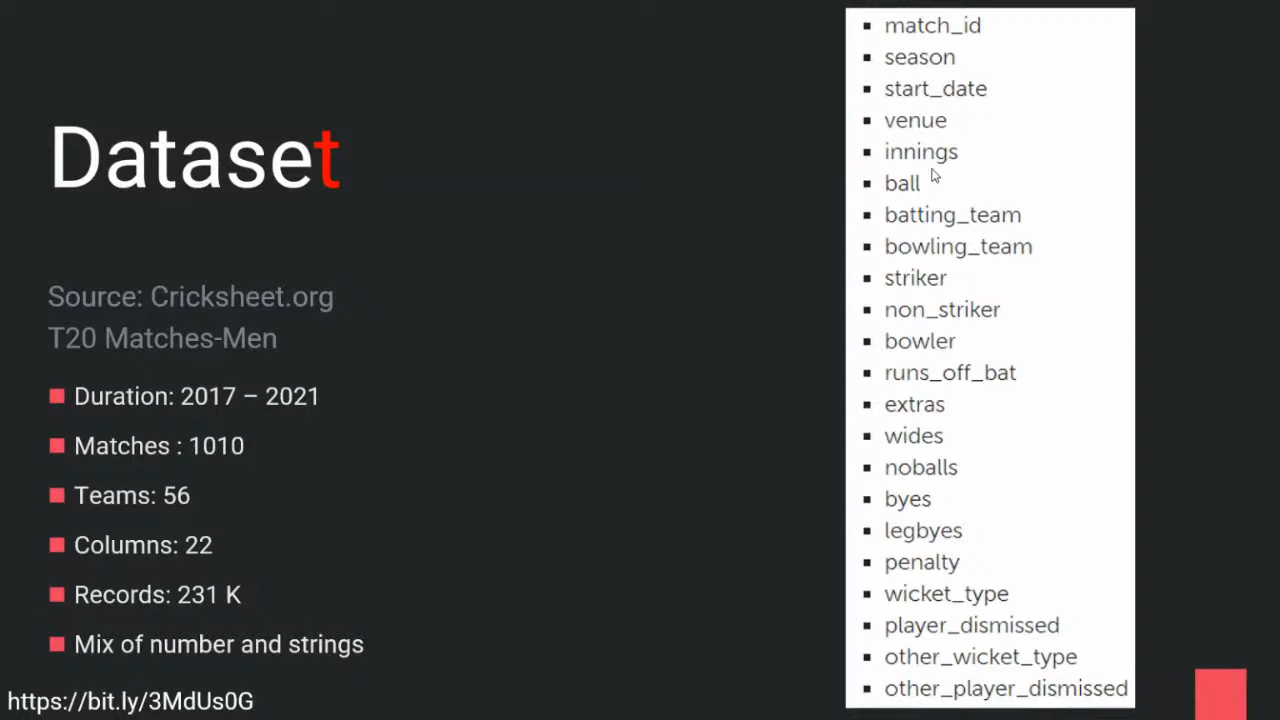 Dataset
Source: Cricksheet.org
T20 Matches-Men
Duration: 2017 – 2021
Matches : 1010
Teams: 56
Columns: 22
Records: 231 K
Mix of number and strings
https://bit.ly/3MdUs0G
match_id
season
start_date
venue
innings
ball
batting_team
bowling_team
striker
non_striker
bowler
runs_off_bat
extras
wides
noballs
byes
legbyes
penalty
wicket_type
player_dismissed
other_wicket_type
other_player_dismissed